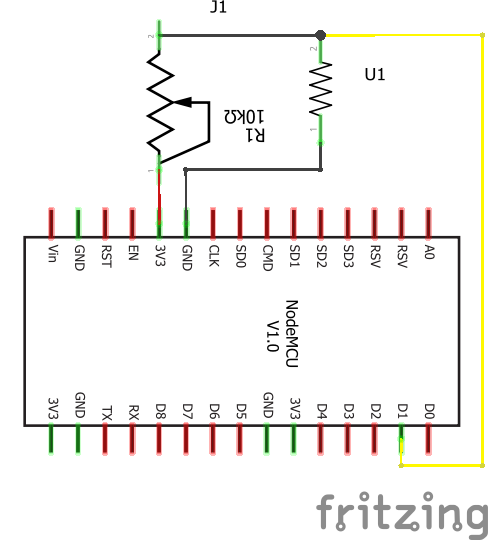 J1
2
2
U1
10kΩ
R1
1
1
Vin
GND
RST
EN
3V3
GND
CLK
SD0
CMD
SD1
SD2
SD3
RSV
RSV
A0
NodeMCU
V1.0
3V3
GND
TX
RX
D8
D7
D6
D5
GND
3V3
D4
D3
D2
D1
D0
fritzing